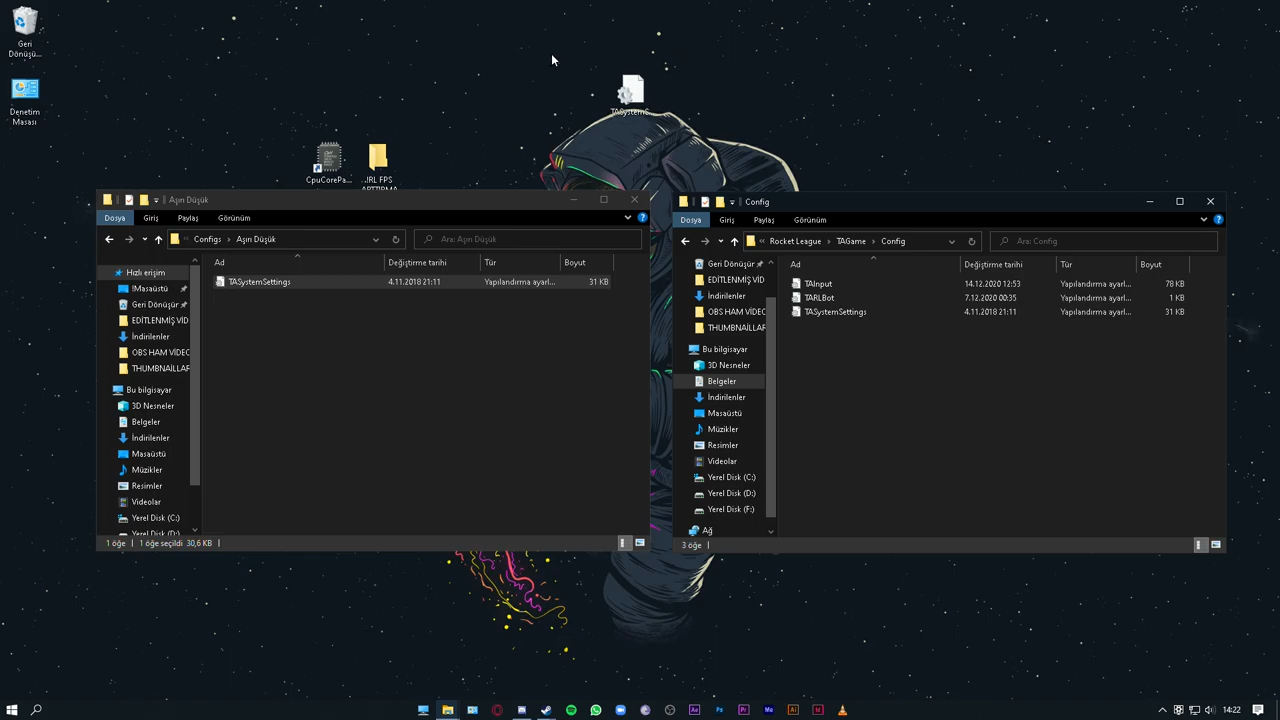 Geri
Dönüşü...
Denetim
Masası
TASystemS...
CpuCorePa...
.!RL FPS
ARTTIRMA
Aşırı Düşük
Dosya Giriş Paylaş Görünüm
Configs > Aşırı Düşük
Ara: Aşırı Düşük
Ad Değiştirme tarihi Tür Boyut
Hızlı erişim
!Masaüstü
Geri Dönüşür
EDİTLENMİŞ VİD
İndirilenler
OBS HAM VİDEO
THUMBNAİLLAR
Bu bilgisayar
3D Nesneler
Belgeler
İndirilenler
Masaüstü
Müzikler
Resimler
Videolar
Yerel Disk (C:)
Yerel Disk (D:)
TASystemSettings 4.11.2018 21:11 Yapılandırma ayarl... 31 KB
1 öğe 1 öğe seçildi 30,6 KB
Config
Dosya Giriş Paylaş Görünüm
Rocket League > TAGame > Config
Ara: Config
Ad Değiştirme tarihi Tür Boyut
Geri Dönüşür
EDİTLENMİŞ VİD
İndirilenler
OBS HAM VİDEC
THUMBNAİLLAR
Bu bilgisayar
3D Nesneler
Belgeler
İndirilenler
Masaüstü
Müzikler
Resimler
Videolar
Yerel Disk (C:)
Yerel Disk (D:)
Yerel Disk (F:)
Ağ
TAInput 14.12.2020 12:53 Yapılandırma ayarl... 78 KB
TARLBot 7.12.2020 00:35 Yapılandırma ayarl... 1 KB
TASystemSettings 4.11.2018 21:11 Yapılandırma ayarl... 31 KB
3 öğe
14:22